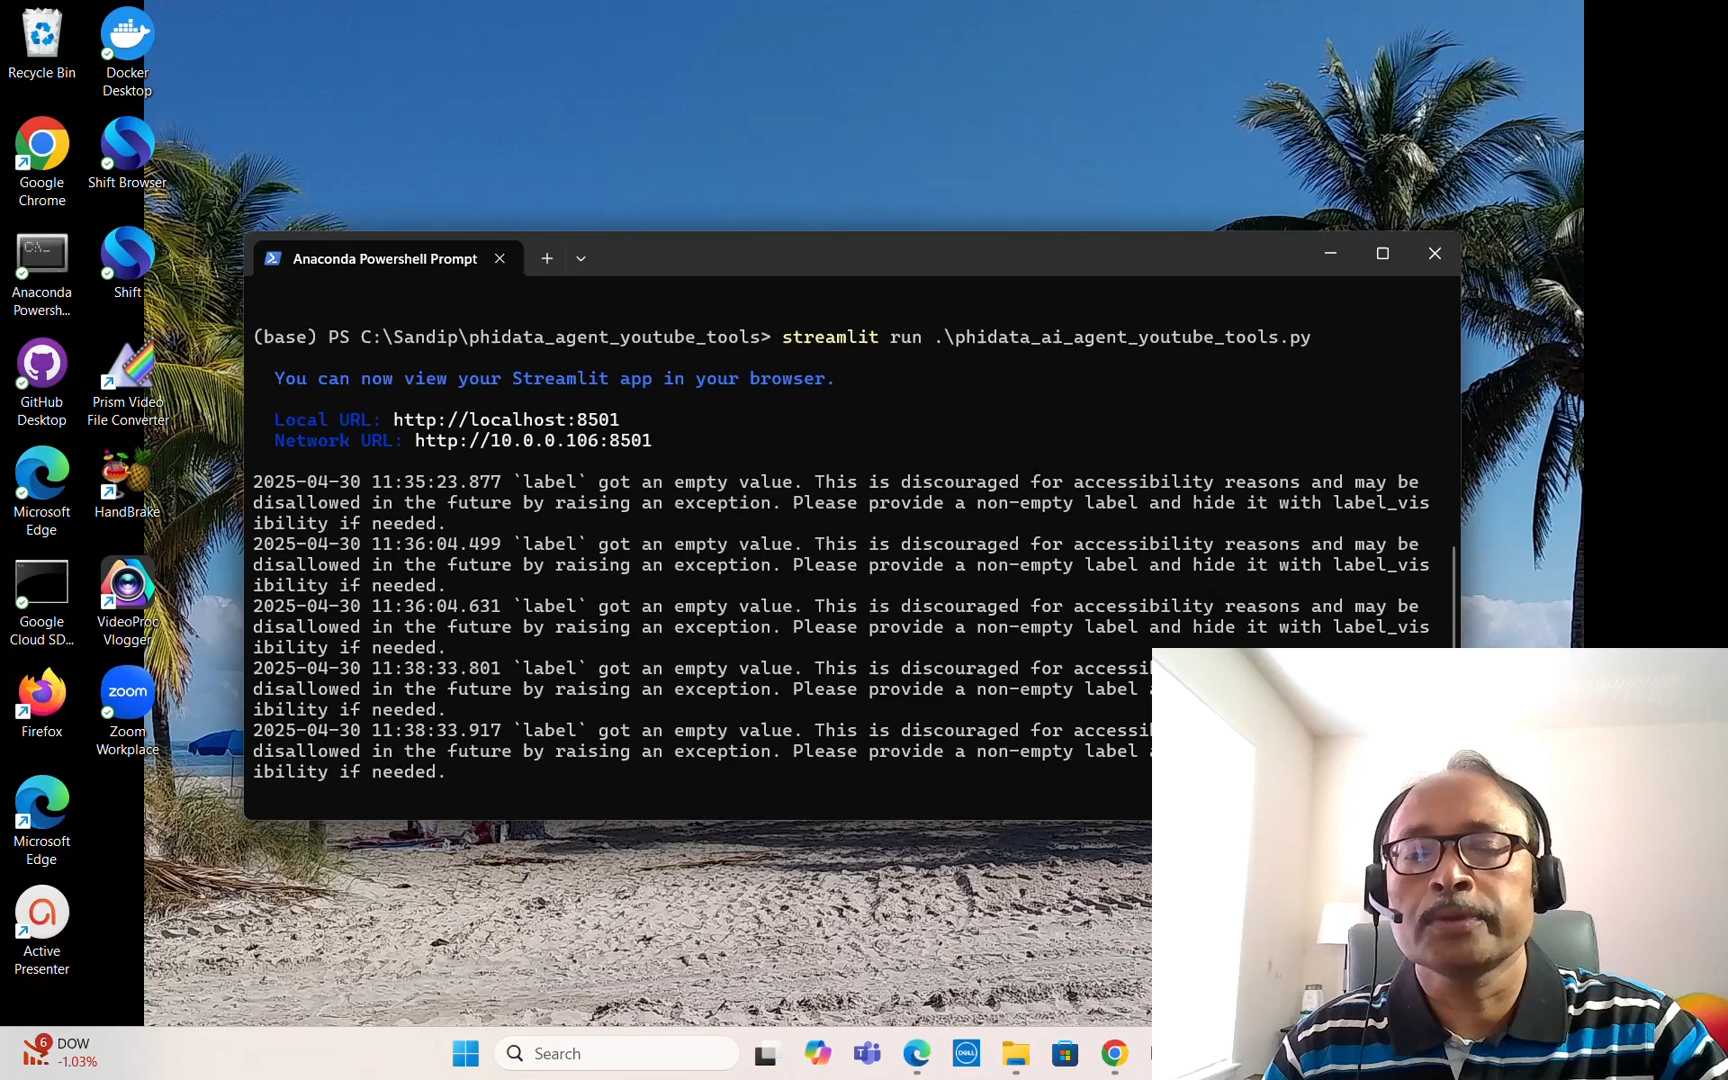 Recycle Bin
Docker
Desktop
Google
Chrome
Shift Browser
Anaconda
Powersh...
Shift
GitHub
Desktop
Prism Video
File Converter
Microsoft
Edge
HandBrake
Google
Cloud SD...
VideoProc
Vlogger
Firefox
zoom
Zoom
Workplace
Microsoft
Edge
Active
Presenter
Anaconda Powershell Prompt
(base) PS C:\Sandip\phidata_agent_youtube_tools> streamlit run .\phidata_ai_agent_youtube_tools.py
You can now view your Streamlit app in your browser.
Local URL: http://localhost:8501
Network URL: http://10.0.0.106:8501
2025-04-30 11:35:23.877 `label` got an empty value. This is discouraged for accessibility reasons and may be
disallowed in the future by raising an exception. Please provide a non-empty label and hide it with label_vis
ibility if needed.
2025-04-30 11:36:04.499 `label` got an empty value. This is discouraged for accessibility reasons and may be
disallowed in the future by raising an exception. Please provide a non-empty label and hide it with label_vis
ibility if needed.
2025-04-30 11:36:04.631 `label` got an empty value. This is discouraged for accessibility reasons and may be
disallowed in the future by raising an exception. Please provide a non-empty label and hide it with label_vis
ibility if needed.
2025-04-30 11:38:33.801 `label` got an empty value. This is discouraged for accessi
disallowed in the future by raising an exception. Please provide a non-empty label
ibility if needed.
2025-04-30 11:38:33.917 `label` got an empty value. This is discouraged for accessi
disallowed in the future by raising an exception. Please provide a non-empty label
ibility if needed.
6
DOW
-1.03%
Search
DELL